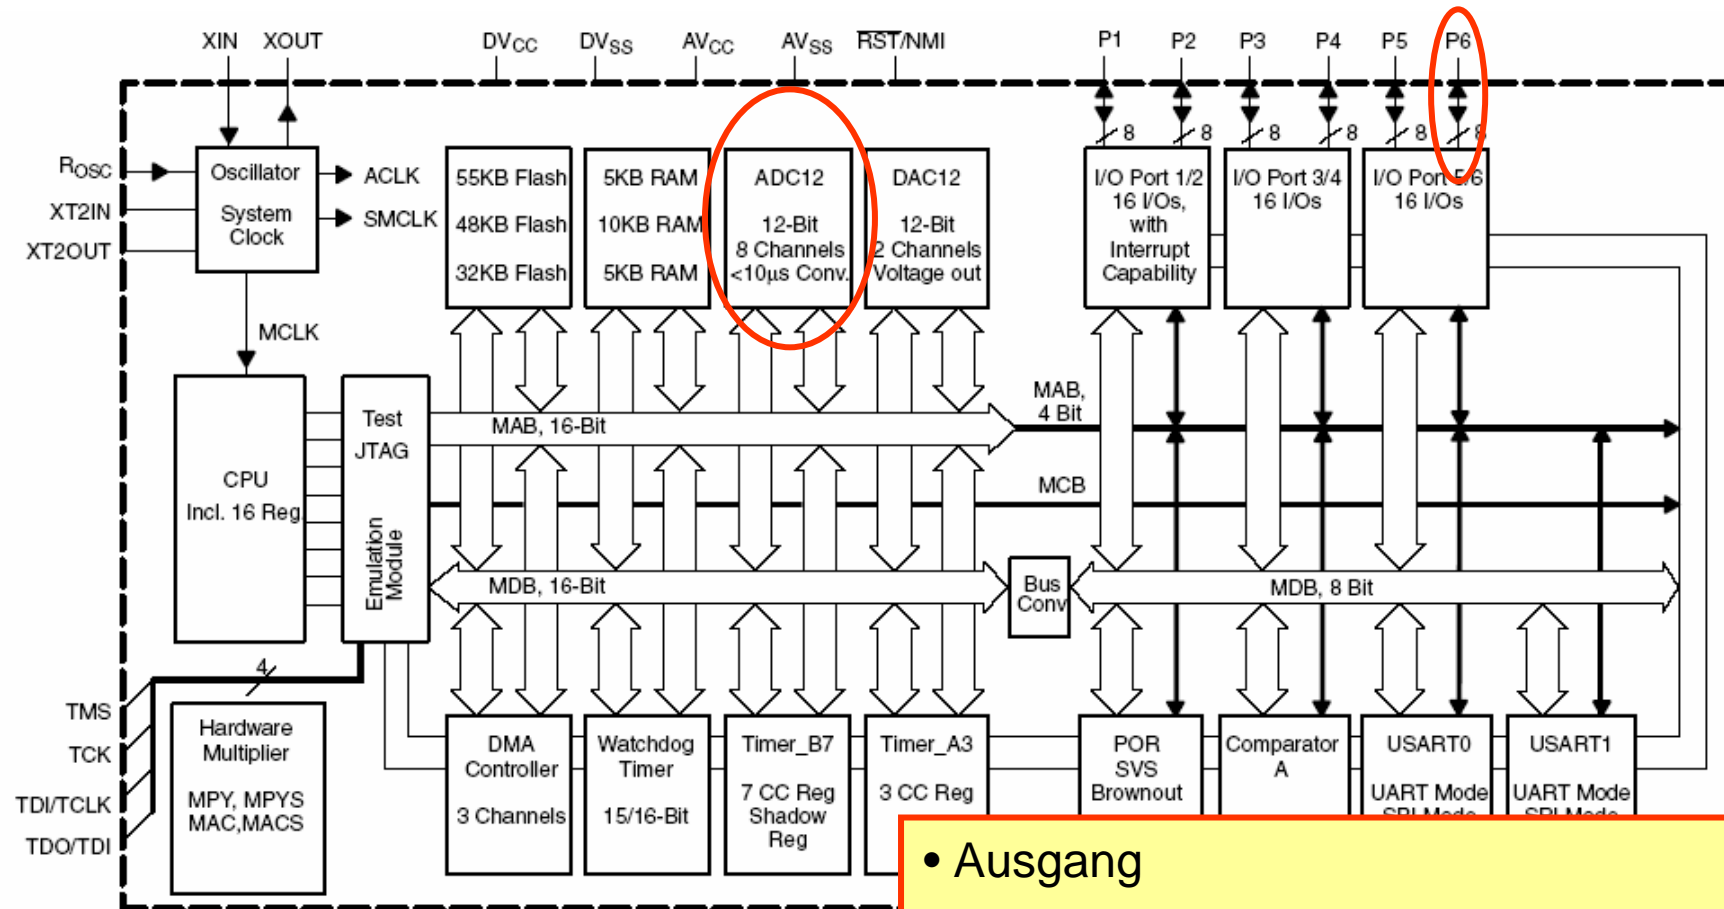 XIN XOUT DVCC DVSS AVCC AVSS RST/NMI P1 P2 P3 P4 P5 P6
8 8 8 8 8 8
ROSC
XT2IN
XT2OUT
Oscillator
System
Clock
ACLK
SMCLK
MCLK
55KB Flash
48KB Flash
32KB Flash
5KB RAM
10KB RAM
5KB RAM
ADC12
12-Bit
8 Channels
<10µs Conv.
DAC12
12-Bit
2 Channels
Voltage out
I/O Port 1/2
16 I/Os,
with
Interrupt
Capability
I/O Port 3/4
16 I/Os
I/O Port 5/6
16 I/Os
CPU
Incl. 16 Reg.
Test
JTAG
Emulation
Module
MAB, 16-Bit
MAB,
4 Bit
MCB
MDB, 16-Bit
Bus
Conv
MDB, 8 Bit
4
TMS
TCK
TDI/TCLK
TDO/TDI
Hardware
Multiplier
MPY, MPYS
MAC,MACS
DMA
Controller
3 Channels
Watchdog
Timer
15/16-Bit
Timer_B7
7 CC Reg
Shadow
Reg
Timer_A3
3 CC Reg
POR
SVS
Brownout
Comparator
A
USART0
UART Mode
SPI Mode
USART1
UART Mode
SPI Mode
• Ausgang